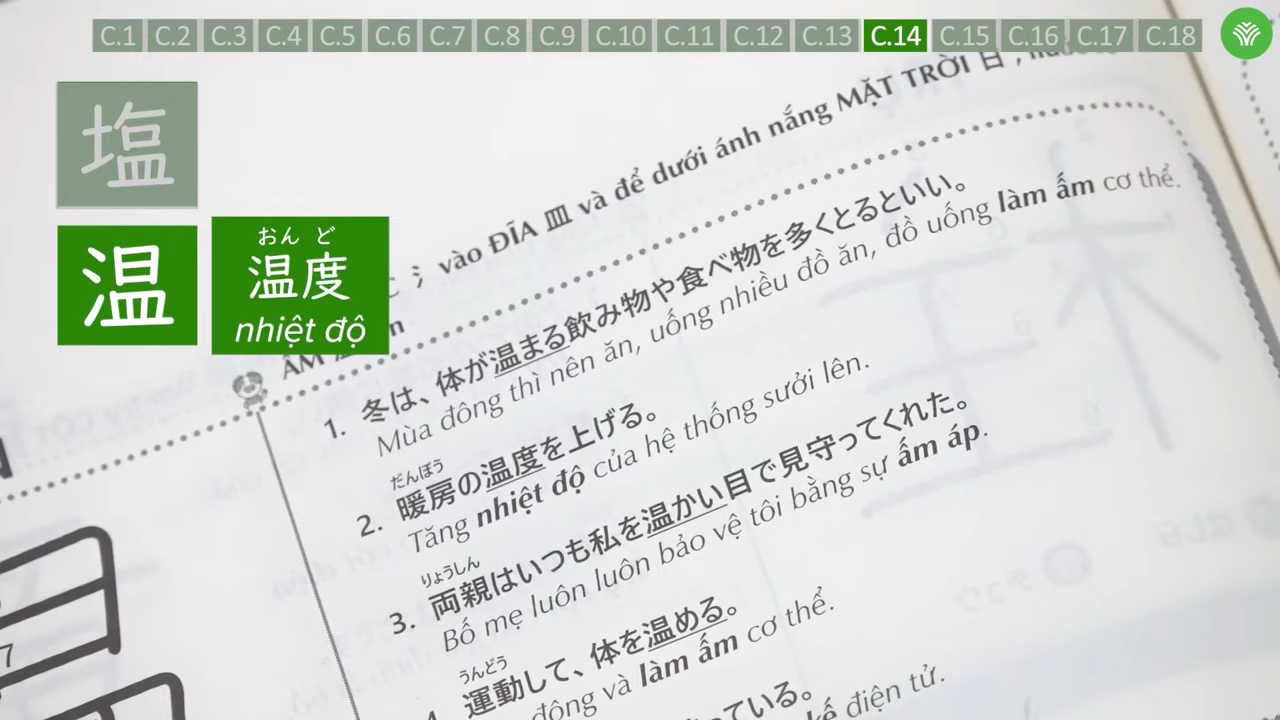 C.1 C.2 C.3 C.4 C.5 C.6 C.7 C.8 C.9 C.10 C.11 C.12 C.13 C.14 C.15 C.16 C.17 C.18
塩
温
おん ど
温度
nhiệt độ
vào ĐĨA 皿 và để dưới ánh nắng MẶT TRỜI 日,
ẤM
1. 冬は、体が温まる飲み物や食べ物を多くとるといい。
Mùa đông thì nên ăn, uống nhiều đồ ăn, đồ uống làm ấm cơ thể.
だんぼう
2. 暖房の温度を上げる。
Tăng nhiệt độ của hệ thống sưởi lên.
りょうしん
3. 両親はいつも私を温かい目で見守ってくれた。
Bố mẹ luôn luôn bảo vệ tôi bằng sự ấm áp.
うんどう
運動して、体を温める。
động và làm ấm cơ thể.
っている。
kế điện tử.
7